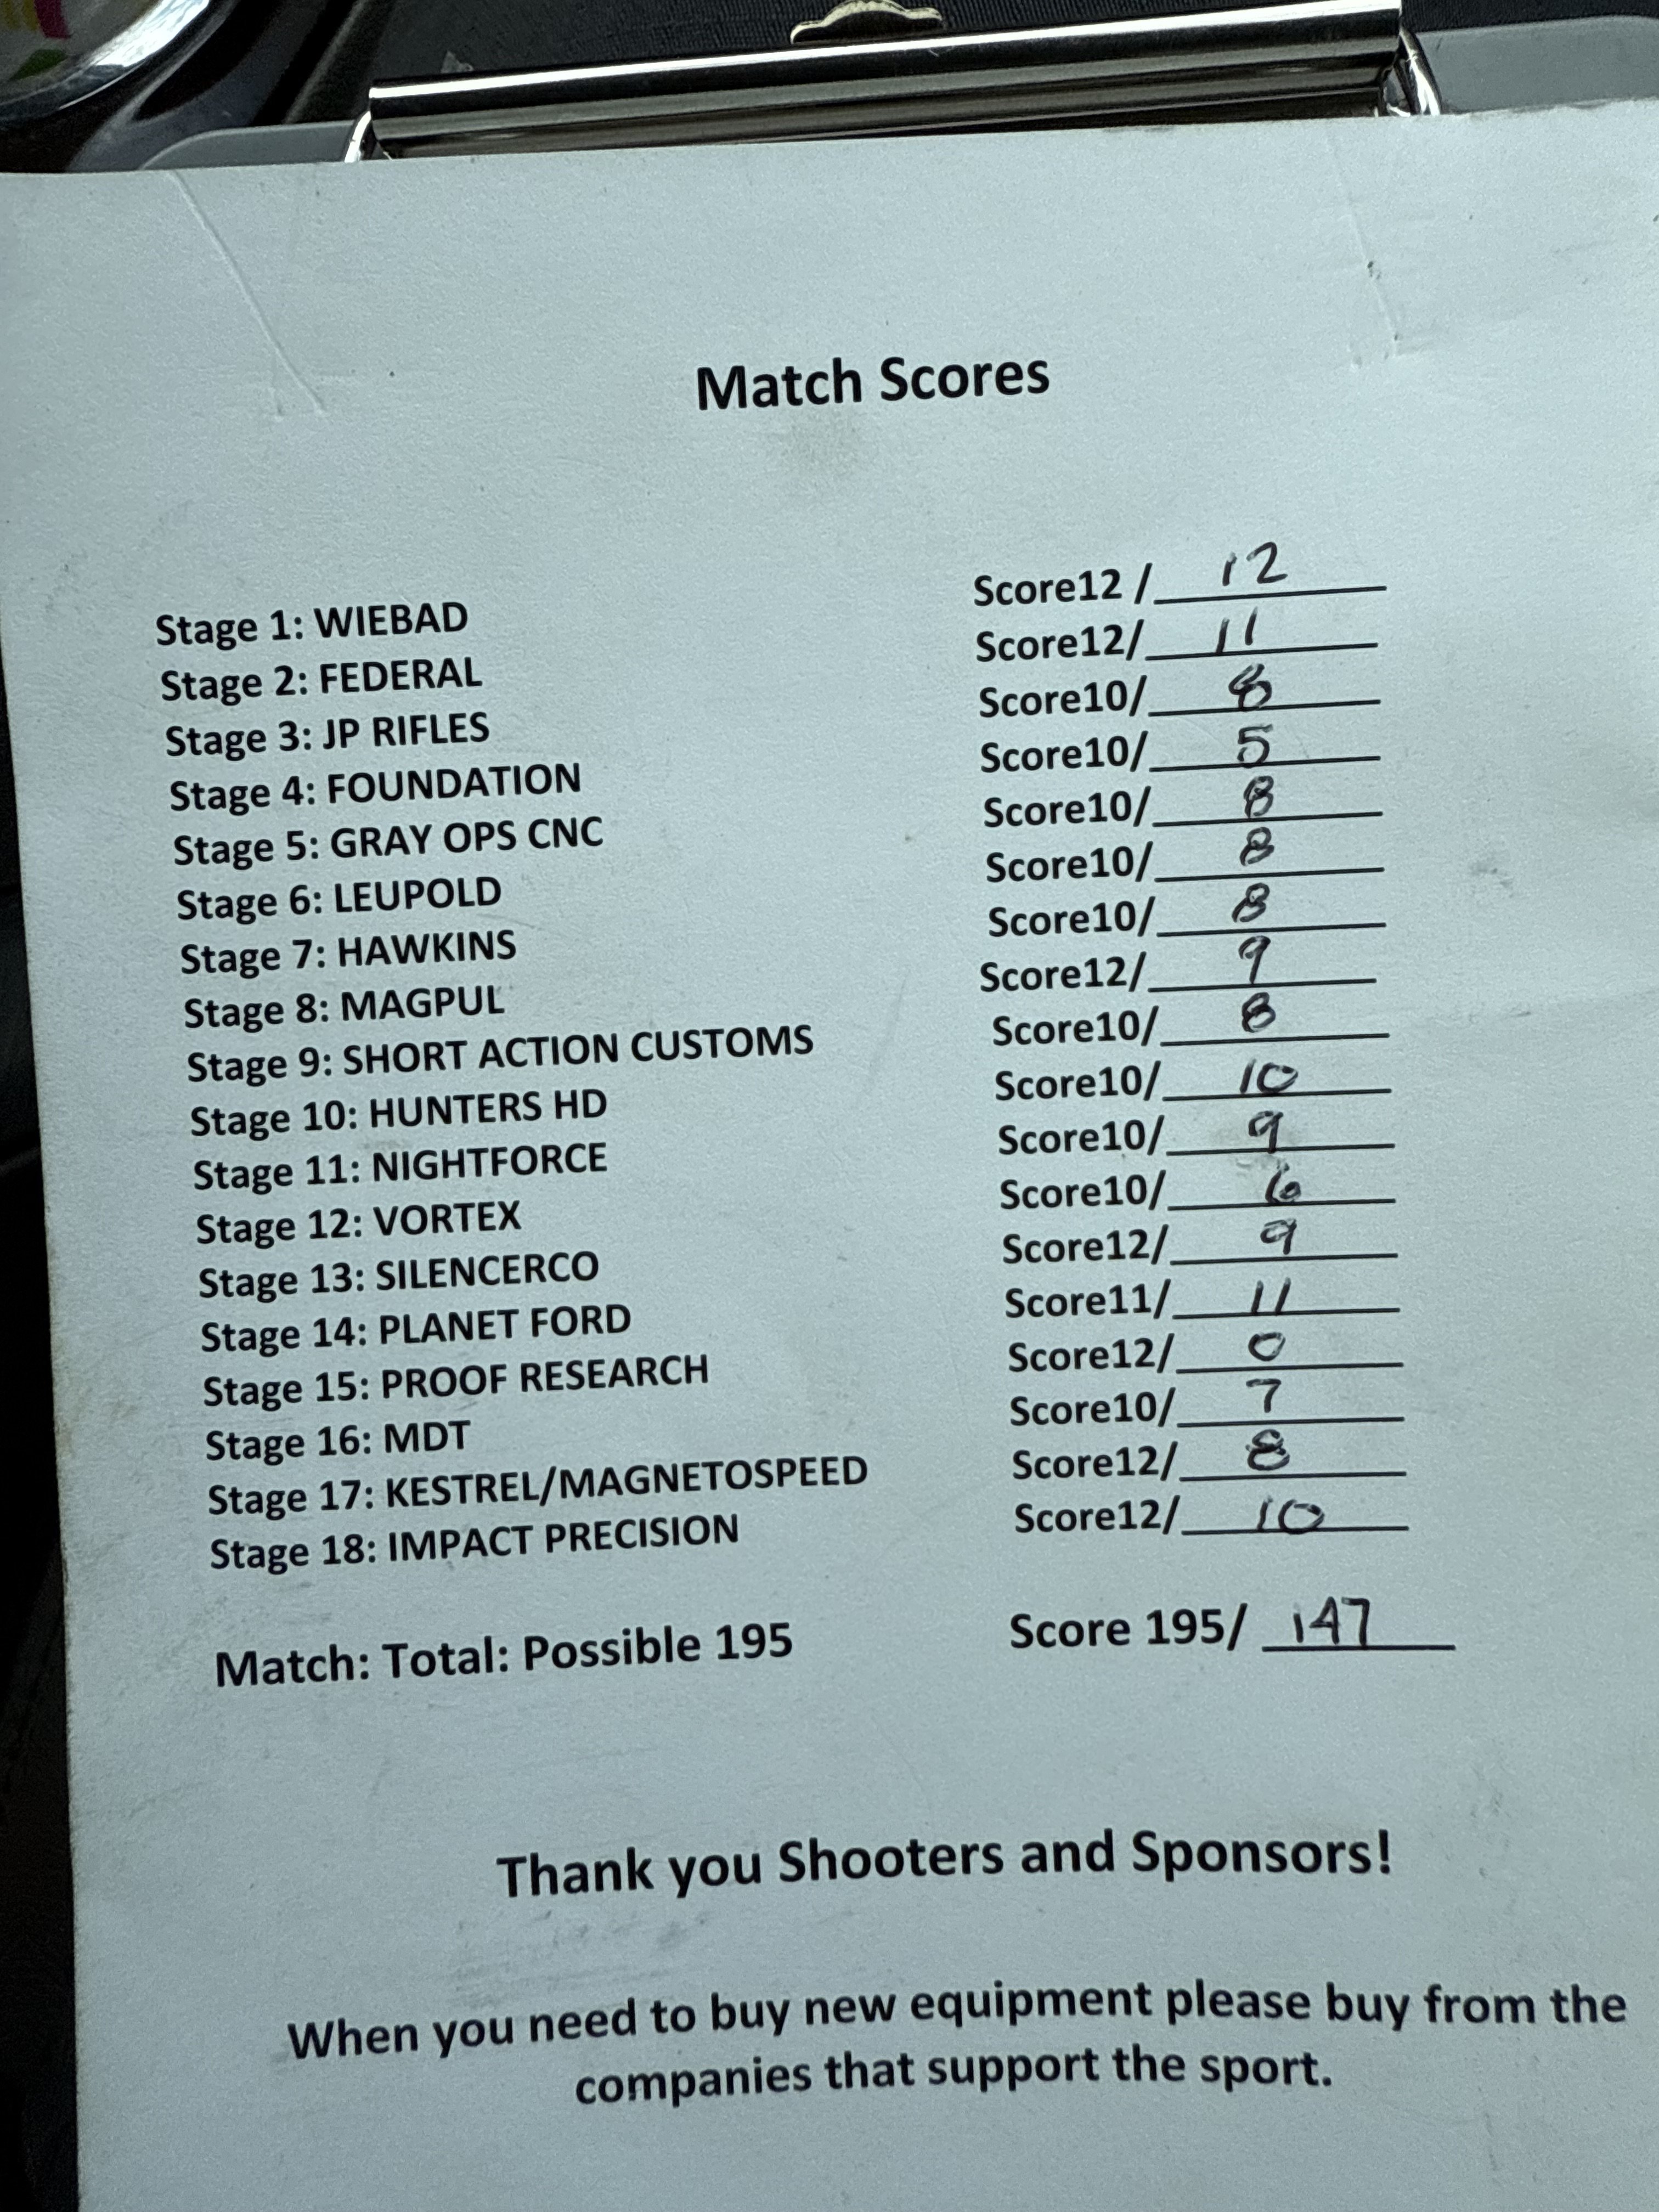 Match Scores
Stage 1: WIEBAD Score12 / 12
Stage 2: FEDERAL Score12/ 11
Stage 3: JP RIFLES Score10/ 8
Stage 4: FOUNDATION Score10/ 5
Stage 5: GRAY OPS CNC Score10/ 8
Stage 6: LEUPOLD Score10/ 8
Stage 7: HAWKINS Score10/ 8
Stage 8: MAGPUL Score12/ 9
Stage 9: SHORT ACTION CUSTOMS Score10/ 8
Stage 10: HUNTERS HD Score10/ 10
Stage 11: NIGHTFORCE Score10/ 9
Stage 12: VORTEX Score10/ 6
Stage 13: SILENCERCO Score12/ 9
Stage 14: PLANET FORD Score11/ 11
Stage 15: PROOF RESEARCH Score12/ 0
Stage 16: MDT Score10/ 7
Stage 17: KESTREL/MAGNETOSPEED Score12/ 8
Stage 18: IMPACT PRECISION Score12/ 10
Match: Total: Possible 195 Score 195/ 147
Thank you Shooters and Sponsors!
When you need to buy new equipment please buy from the
companies that support the sport.